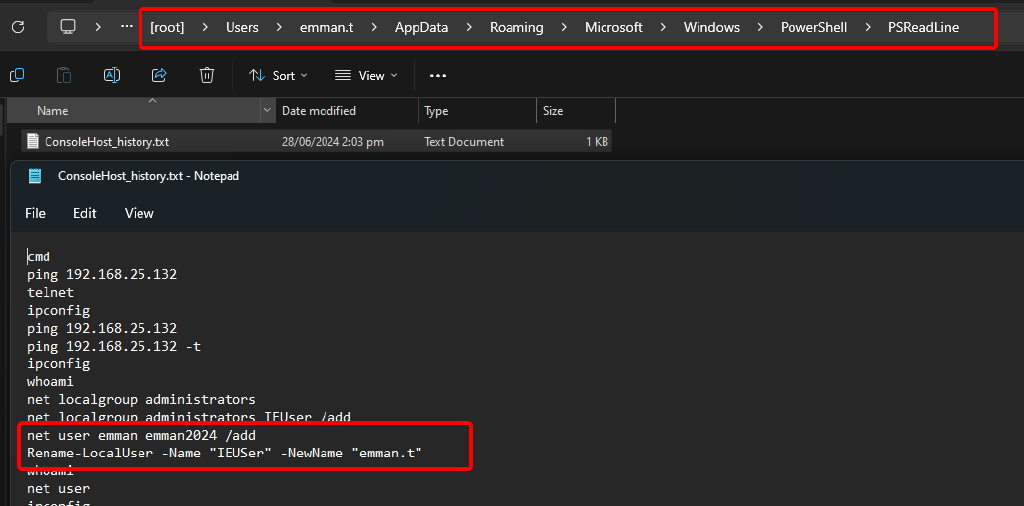 [root] > Users > emman.t > AppData > Roaming > Microsoft > Windows > PowerShell > PSReadLine
Sort View
Name Date modified Type Size
ConsoleHost_history.txt 28/06/2024 2:03 pm Text Document 1 KB
ConsoleHost_history.txt - Notepad
File Edit View
cmd
ping 192.168.25.132
telnet
ipconfig
ping 192.168.25.132
ping 192.168.25.132 -t
ipconfig
whoami
net localgroup administrators
net localgroup administrators IEUser /add
net user emman emman2024 /add
Rename-LocalUser -Name "IEUSer" -NewName "emman.t"
whoami
net user
ipconfig